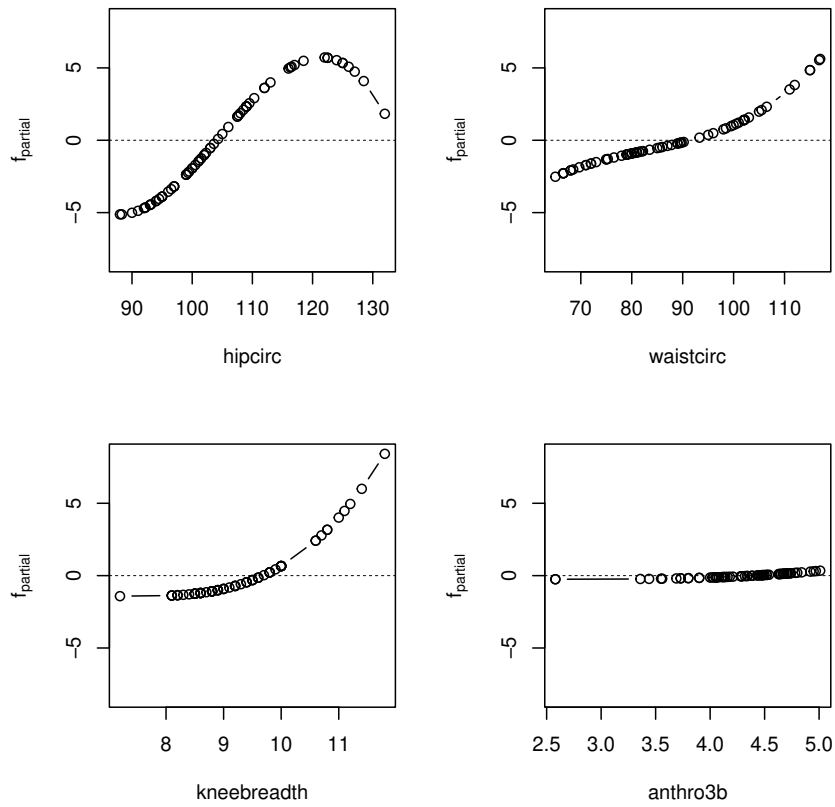 f_partial
5
0
−5
90 100 110 120 130
hipcirc
f_partial
5
0
−5
70 80 90 100 110
waistcirc
f_partial
5
0
−5
8 9 10 11
kneebreadth
f_partial
5
0
−5
2.5 3.0 3.5 4.0 4.5 5.0
anthro3b